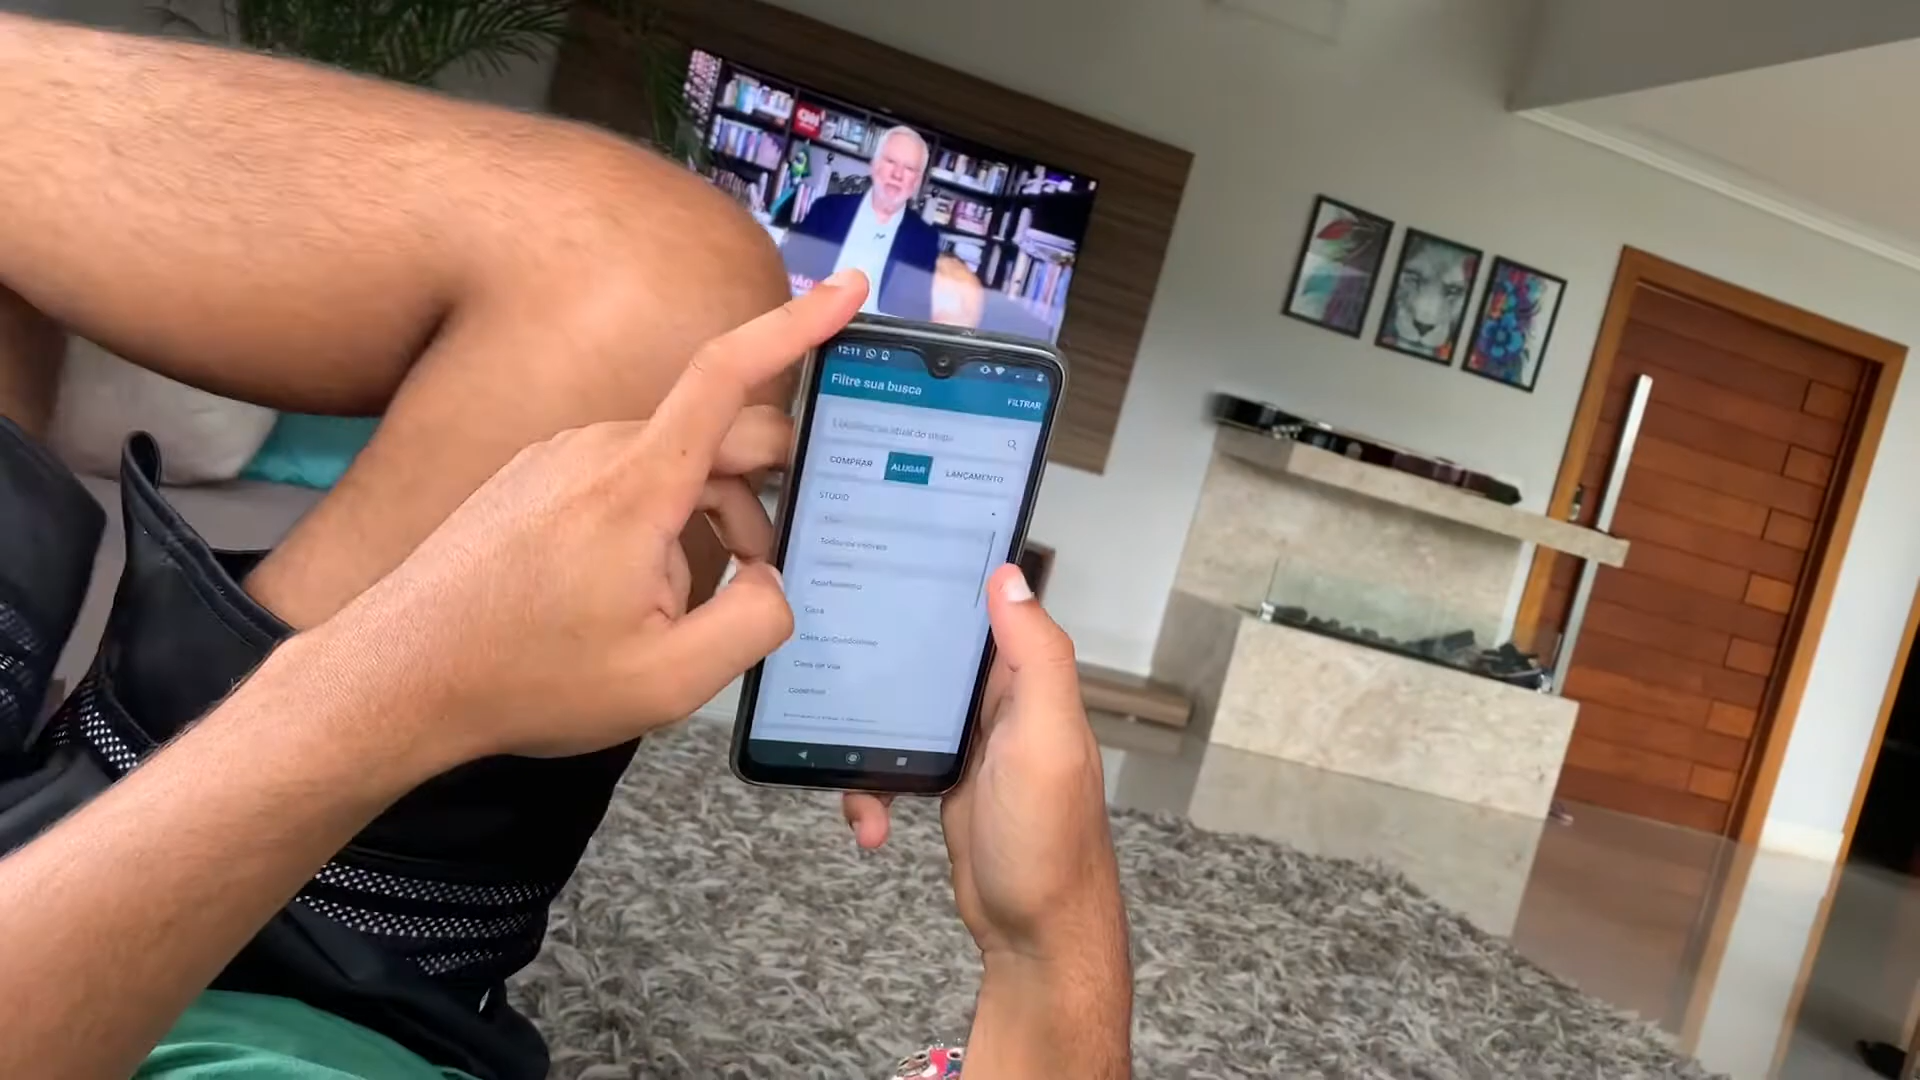 CNN
12:11
Filtre sua busca
FILTRAR
COMPRAR
ALUGAR
LANÇAMENTO
STUDIO
Todos os imóveis
Apartamento
Casa
Casa de Condomínio
Casa de Vila